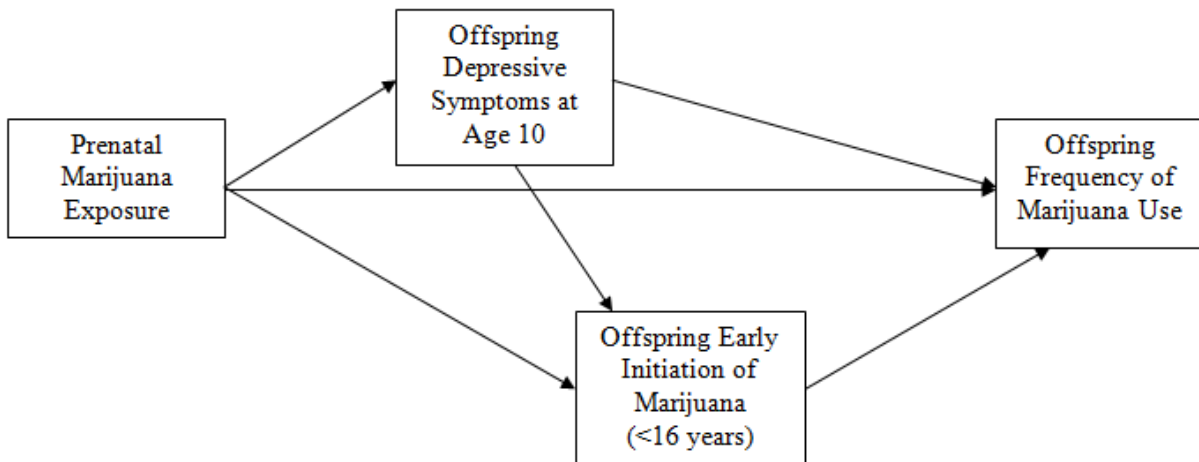 Offspring
Depressive
Symptoms at
Age 10
Prenatal
Marijuana
Exposure
Offspring
Frequency of
Marijuana Use
Offspring Early
Initiation of
Marijuana
(<16 years)